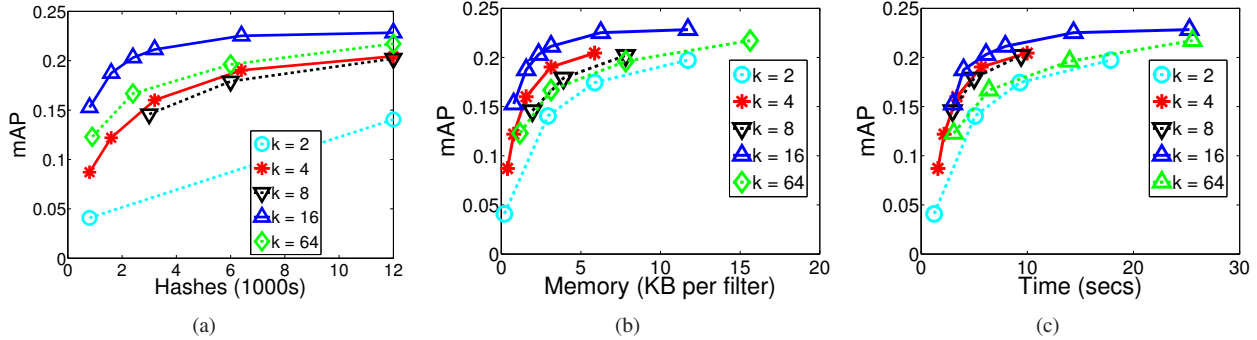 0.25
0.2
0.15
0.1
0.05
0
mAP
0 2 4 6 8 10 12
Hashes (1000s)
k = 2
k = 4
k = 8
k = 16
k = 64
(a)
0.25
0.2
0.15
0.1
0.05
0
mAP
0 5 10 15 20
Memory (KB per filter)
k = 2
k = 4
k = 8
k = 16
k = 64
(b)
0.25
0.2
0.15
0.1
0.05
0
mAP
0 10 20 30
Time (secs)
k = 2
k = 4
k = 8
k = 16
k = 64
(c)